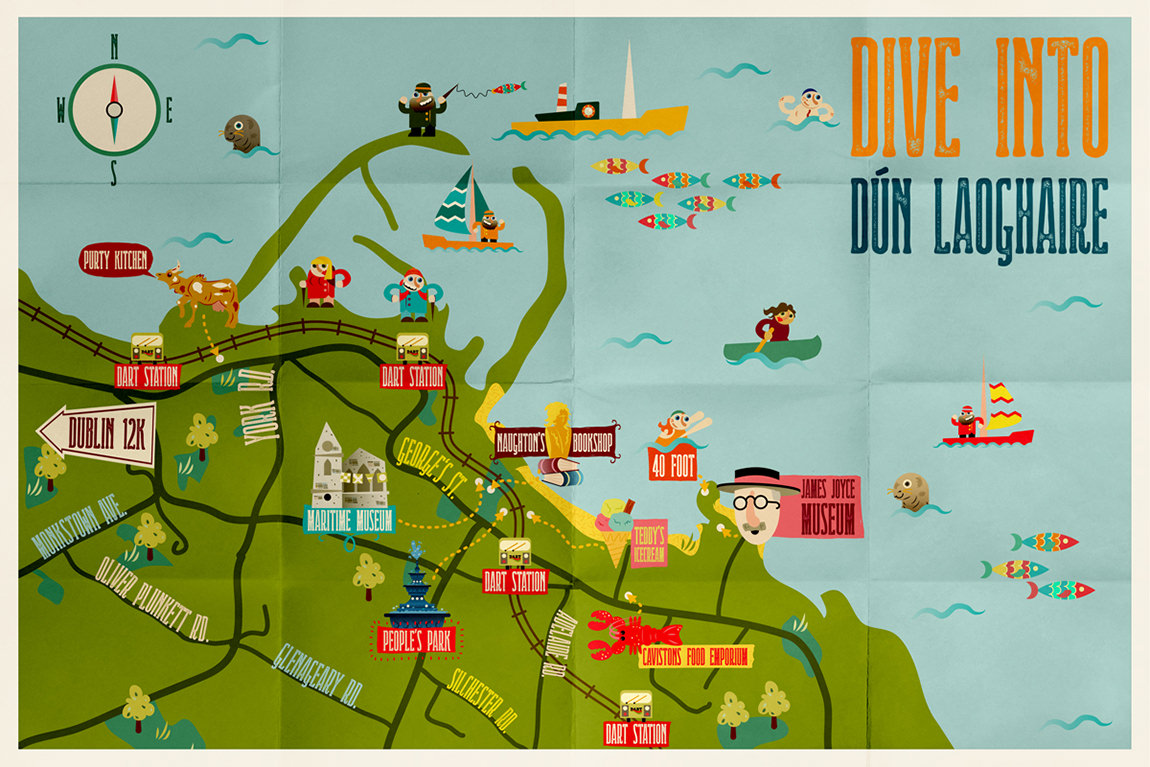 N
W
E
S
DIVE INTO
DÚN LAOGHAIRE
PURTY KITCHEN
DART STATION
DART STATION
YORK RD.
DUBLIN 12K
GEORGE'S ST.
NAUGHTON'S BOOKSHOP
40 FOOT
JAMES JOYCE
MUSEUM
MARITIME MUSEUM
TEDDY'S
ICECREAM
MONKSTOWN AVE.
DART STATION
OLIVER PLUNKETT RD.
PEOPLE'S PARK
ADELAIDE RD.
CAVISTONS FOOD EMPORIUM
GLENAGEARY RD.
SILCHESTER RD.
DART STATION